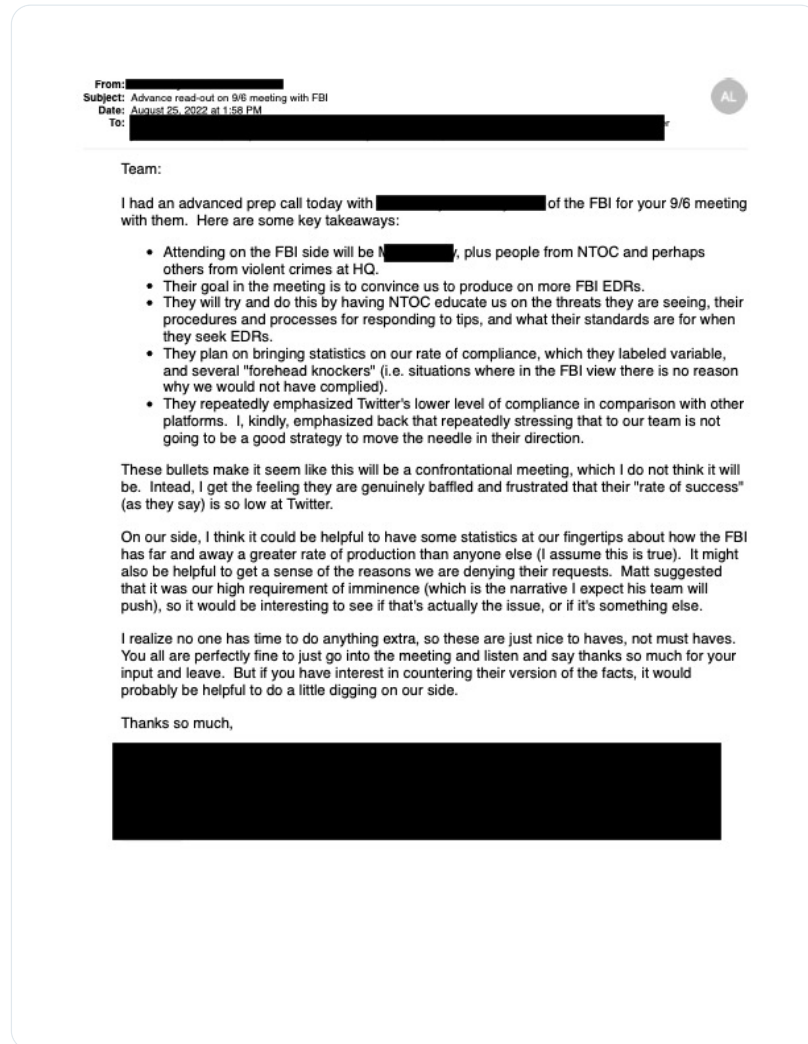 From:
Subject: Advance read-out on 9/6 meeting with FBI
Date: August 25, 2022 at 1:58 PM
To:
AL
Team:
I had an advanced prep call today with of the FBI for your 9/6 meeting
with them. Here are some key takeaways:
• Attending on the FBI side will be , plus people from NTOC and perhaps
others from violent crimes at HQ.
• Their goal in the meeting is to convince us to produce on more FBI EDRs.
• They will try and do this by having NTOC educate us on the threats they are seeing, their
procedures and processes for responding to tips, and what their standards are for when
they seek EDRs.
• They plan on bringing statistics on our rate of compliance, which they labeled variable,
and several "forehead knockers" (i.e. situations where in the FBI view there is no reason
why we would not have complied).
• They repeatedly emphasized Twitter's lower level of compliance in comparison with other
platforms. I, kindly, emphasized back that repeatedly stressing that to our team is not
going to be a good strategy to move the needle in their direction.
These bullets make it seem like this will be a confrontational meeting, which I do not think it will
be. Intead, I get the feeling they are genuinely baffled and frustrated that their "rate of success"
(as they say) is so low at Twitter.
On our side, I think it could be helpful to have some statistics at our fingertips about how the FBI
has far and away a greater rate of production than anyone else (I assume this is true). It might
also be helpful to get a sense of the reasons we are denying their requests. Matt suggested
that it was our high requirement of imminence (which is the narrative I expect his team will
push), so it would be interesting to see if that's actually the issue, or if it's something else.
I realize no one has time to do anything extra, so these are just nice to haves, not must haves.
You all are perfectly fine to just go into the meeting and listen and say thanks so much for your
input and leave. But if you have interest in countering their version of the facts, it would
probably be helpful to do a little digging on our side.
Thanks so much,